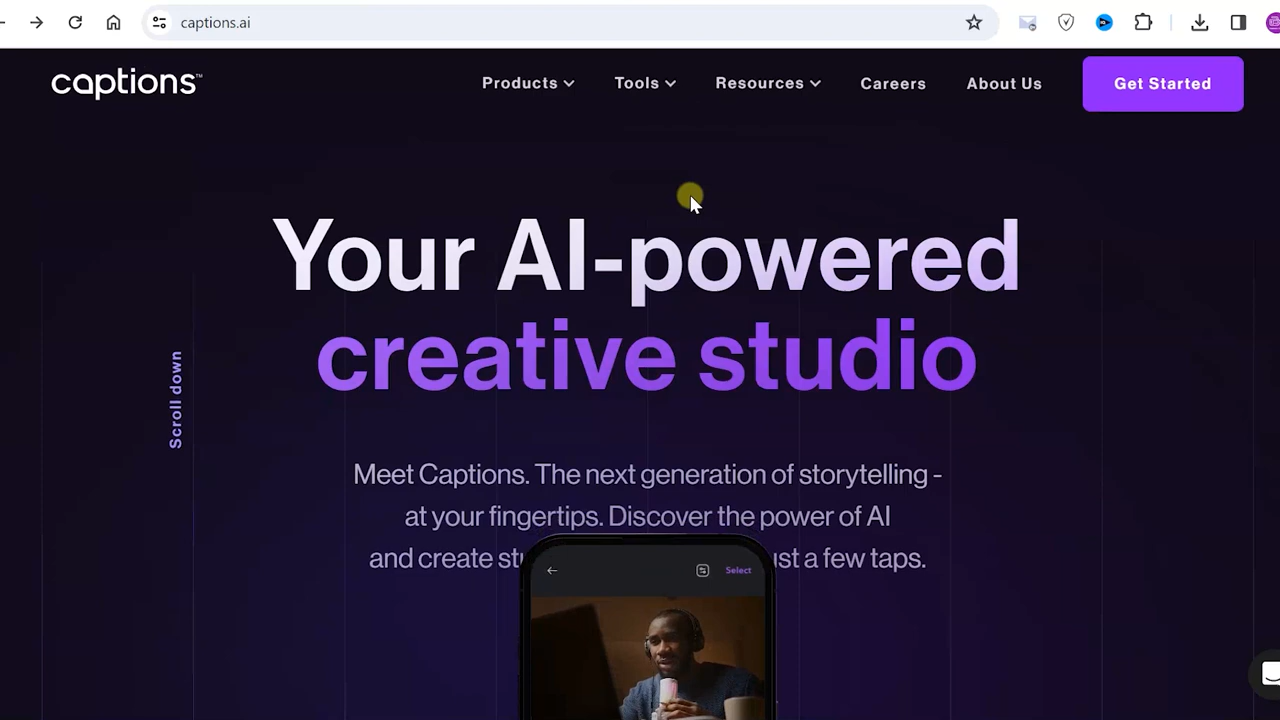 captions.ai
captions™
Products
Tools
Resources
Careers
About Us
Get Started
Your AI-powered
creative studio
Scroll down
Meet Captions. The next generation of storytelling -
at your fingertips. Discover the power of AI
and create ust a few taps.
Select